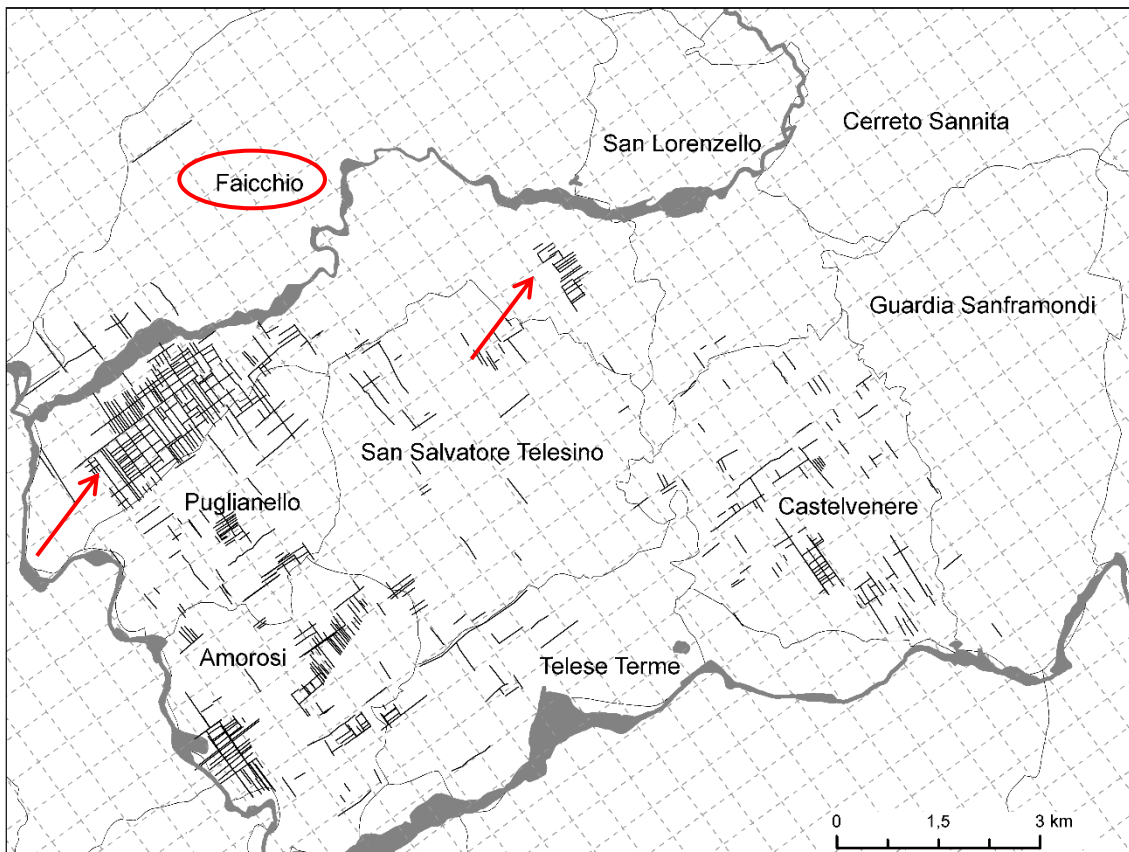 Cerreto Sannita
San Lorenzello
Faicchio
Guardia Sanframondi
San Salvatore Telesino
Puglianello
Castelvenere
Amorosi
Telese Terme
0 1,5 3 km